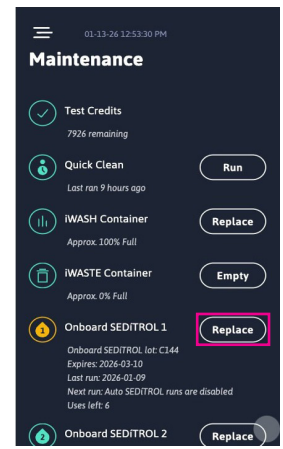 01-13-26 12:53:30 PM
Maintenance
Test Credits
7926 remaining
Quick Clean
Run
Last ran 9 hours ago
iWASH Container
Replace
Approx. 100% Full
iWASTE Container
Empty
Approx. 0% Full
1
Onboard SEDiTROL 1
Replace
Onboard SEDiTROL lot: C144
Expires: 2026-03-10
Last run: 2026-01-09
Next run: Auto SEDiTROL runs are disabled
Uses left: 6
2
Onboard SEDiTROL 2
Replace